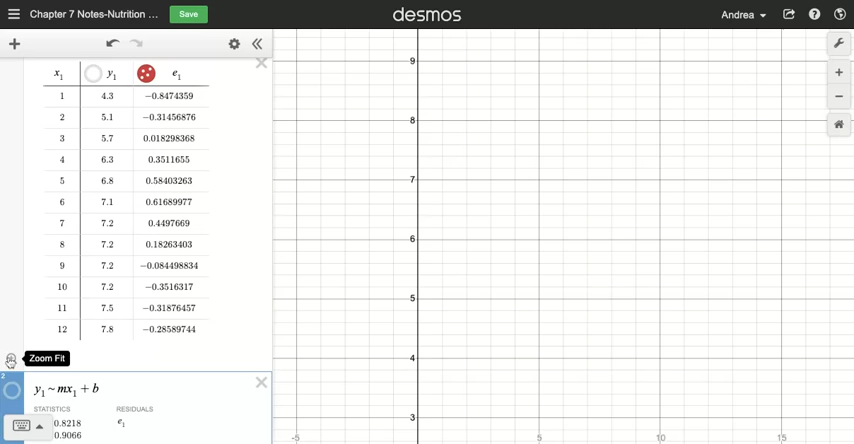 Chapter 7 Notes-Nutrition ...
Save
desmos
Andrea
x₁ y₁ e₁
1 4.3 −0.8474359
2 5.1 −0.31456876
3 5.7 0.018298368
4 6.3 0.3511655
5 6.8 0.58403263
6 7.1 0.61689977
7 7.2 0.4497669
8 7.2 0.18263403
9 7.2 −0.084498834
10 7.2 −0.3516317
11 7.5 −0.31876457
12 7.8 −0.28589744
Zoom Fit
2
y₁ ~ mx₁ + b
STATISTICS RESIDUALS
0.8218 e₁
0.9066
9
8
7
6
5
4
3
-5 5 10 15